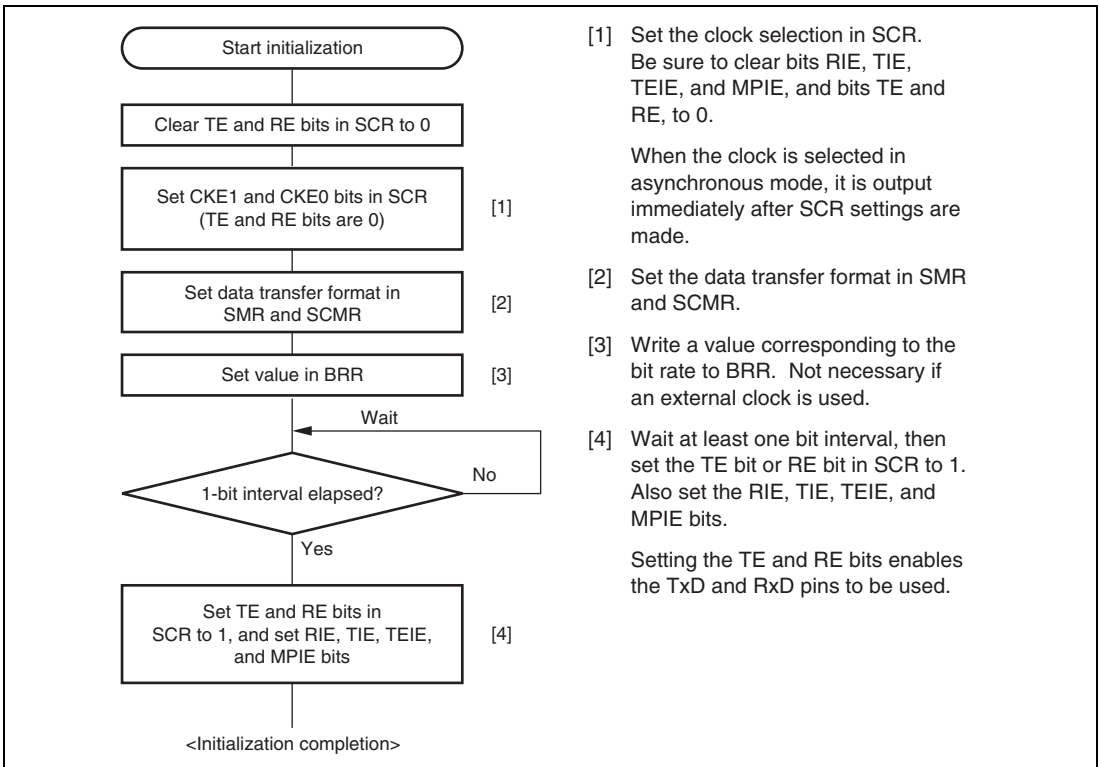 Start initialization
Clear TE and RE bits in SCR to 0
Set CKE1 and CKE0 bits in SCR
(TE and RE bits are 0)
[1]
Set data transfer format in
SMR and SCMR
[2]
Set value in BRR
[3]
Wait
1-bit interval elapsed?
No
Yes
Set TE and RE bits in
SCR to 1, and set RIE, TIE, TEIE,
and MPIE bits
[4]
<Initialization completion>
[1] Set the clock selection in SCR.
Be sure to clear bits RIE, TIE,
TEIE, and MPIE, and bits TE and
RE, to 0.
When the clock is selected in
asynchronous mode, it is output
immediately after SCR settings are
made.
[2] Set the data transfer format in SMR
and SCMR.
[3] Write a value corresponding to the
bit rate to BRR. Not necessary if
an external clock is used.
[4] Wait at least one bit interval, then
set the TE bit or RE bit in SCR to 1.
Also set the RIE, TIE, TEIE, and
MPIE bits.
Setting the TE and RE bits enables
the TxD and RxD pins to be used.